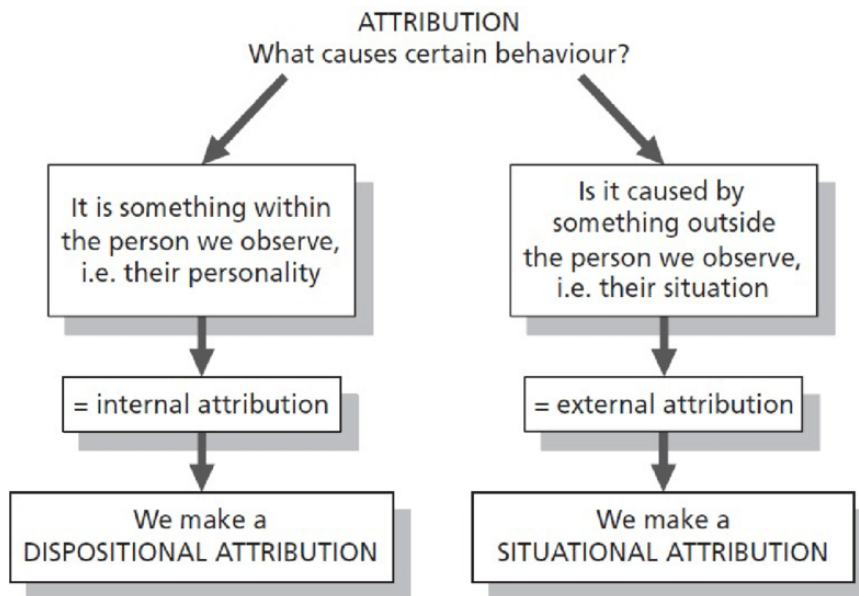 ATTRIBUTION
What causes certain behaviour?
It is something within
the person we observe,
i.e. their personality
Is it caused by
something outside
the person we observe,
i.e. their situation
= internal attribution
= external attribution
We make a
DISPOSITIONAL ATTRIBUTION
We make a
SITUATIONAL ATTRIBUTION